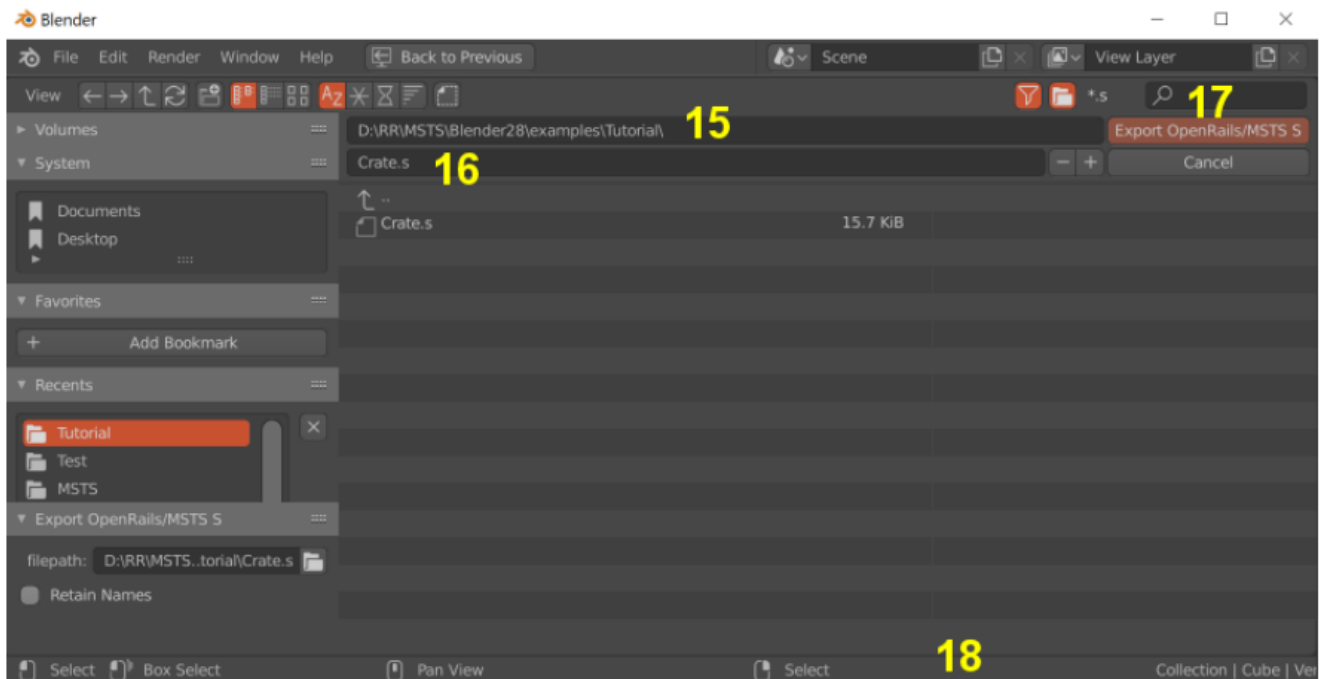 Blender
File Edit Render Window Help Back to Previous Scene View Layer
View AZ *.s 17
Volumes D:\RR\MSTS\Blender28\examples\Tutorial\ 15 Export OpenRails/MSTS S
System Crate.s 16 Cancel
..
Documents Crate.s 15.7 KiB
Desktop
Favorites
Add Bookmark
Recents
Tutorial
Test
MSTS
Export OpenRails/MSTS S
filepath: D:\RR\MSTS..torial\Crate.s
Retain Names
18
Select Box Select Pan View Select Collection | Cube | Ver